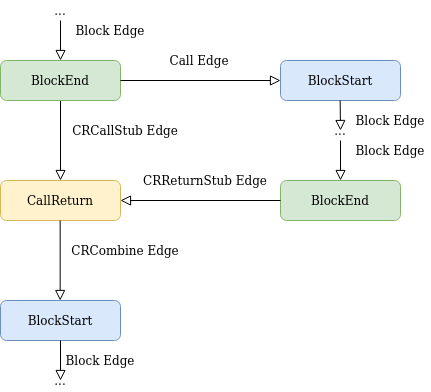 ...
Block Edge
Call Edge
BlockEnd
BlockStart
Block Edge
CRCallStub Edge
...
Block Edge
CRReturnStub Edge
CallReturn
BlockEnd
CRCombine Edge
BlockStart
Block Edge
...